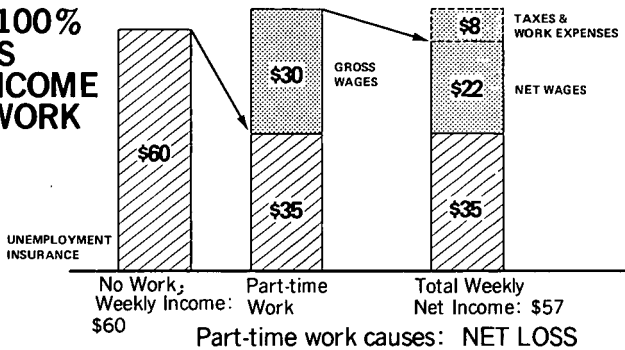 100%
S
NCOME
WORK
$60
UNEMPLOYMENT
INSURANCE
$30
GROSS
WAGES
$35
$8
TAXES &
WORK EXPENSES
$22
NET WAGES
$35
No Work;
Weekly Income:
$60
Part-time
Work
Total Weekly
Net Income: $57
Part-time work causes: NET LOSS